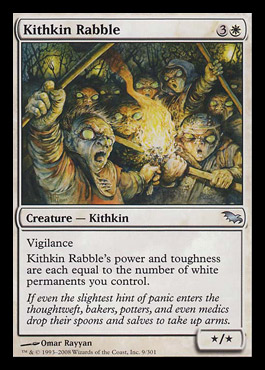 Kithkin Rabble 3
Creature — Kithkin
Vigilance
Kithkin Rabble's power and toughness
are each equal to the number of white
permanents you control.
If even the slightest hint of panic enters the
thoughtweft, bakers, potters, and even medics
drop their spoons and salves to take up arms.
Omar Rayyan
★/★
™ & © 1993-2008 Wizards of the Coast, Inc. 9/301